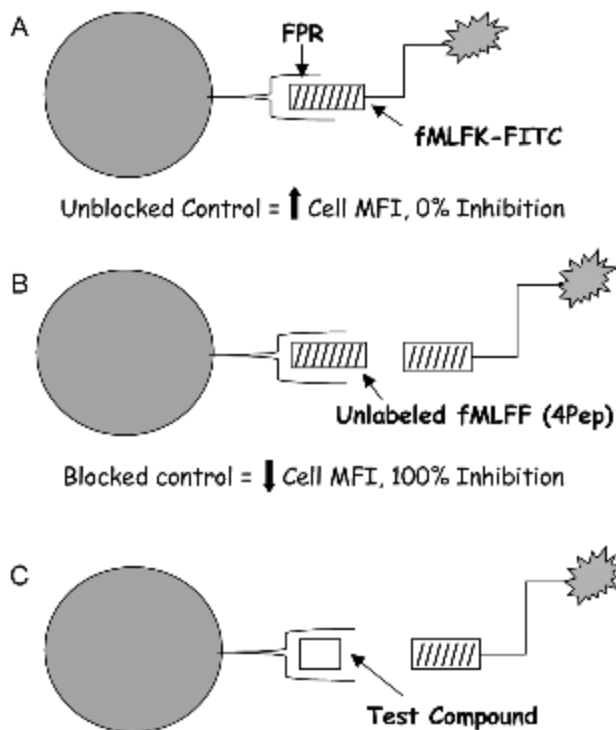 A
FPR
fMLFK-FITC
Unblocked Control = ⬆ Cell MFI, 0% Inhibition
B
Unlabeled fMLFF (4Pep)
Blocked control = ⬇ Cell MFI, 100% Inhibition
C
Test Compound